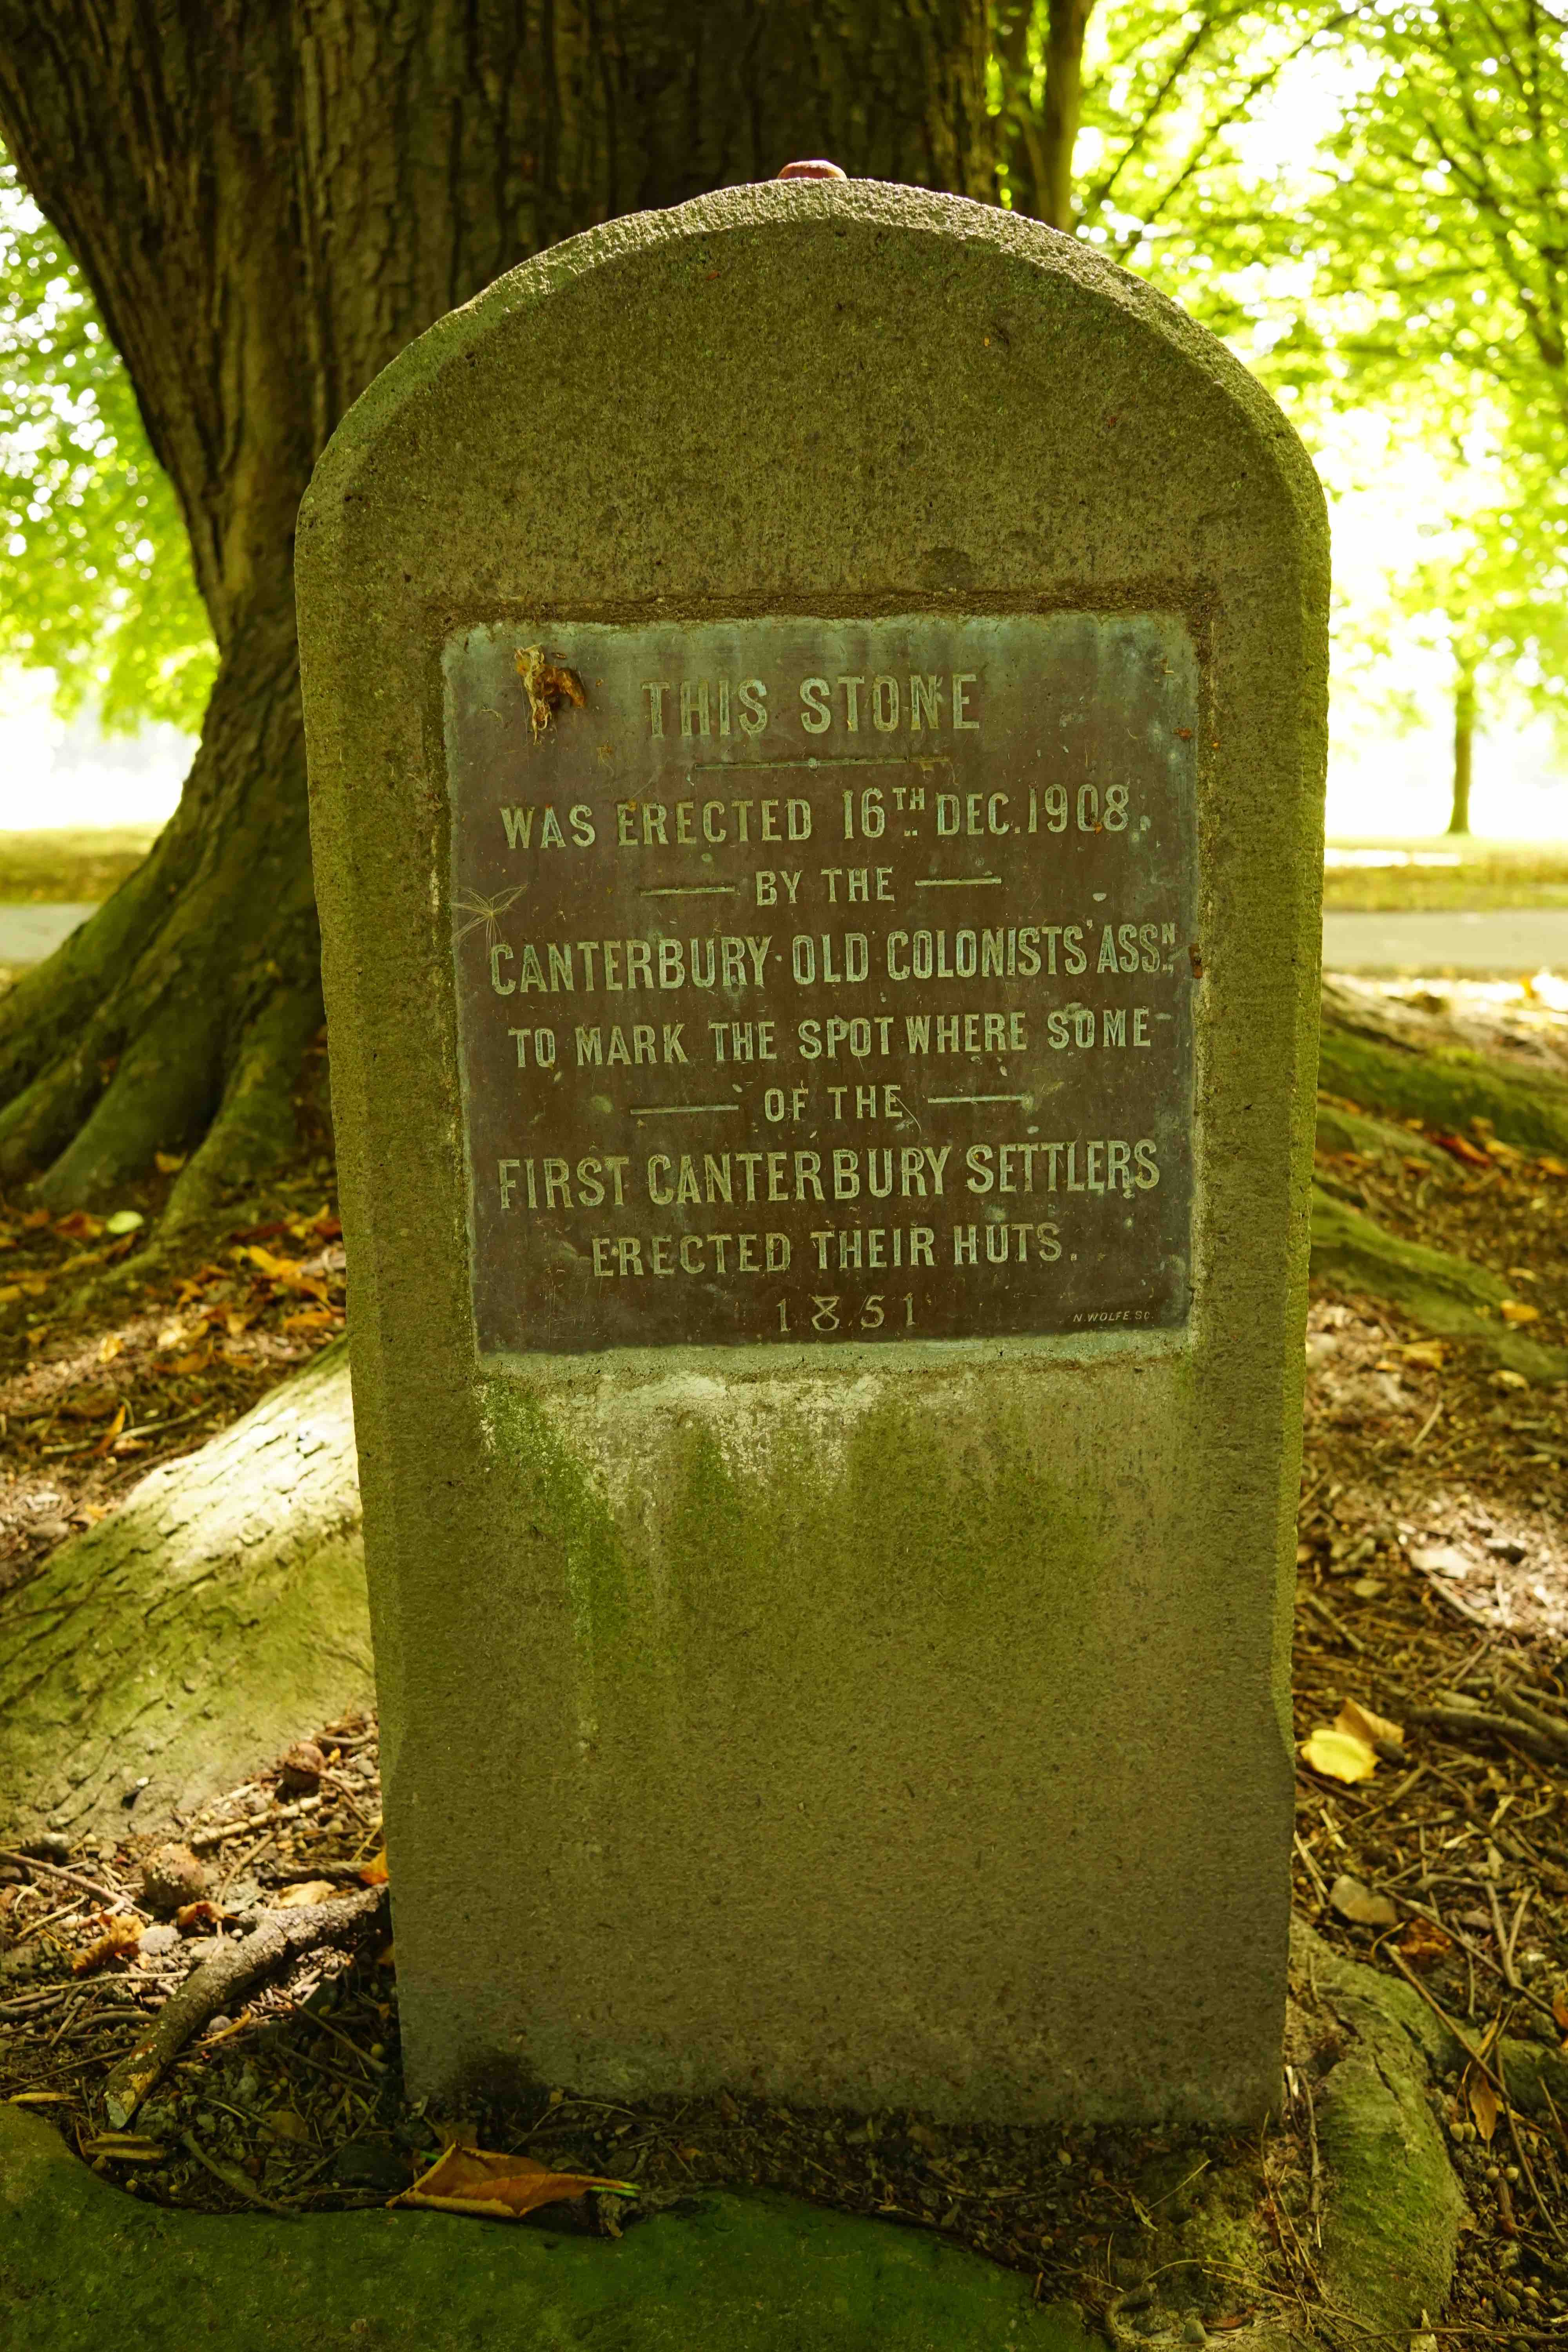 THIS STONE
WAS ERECTED 16TH DEC. 1908.
BY THE
CANTERBURY OLD COLONISTS' ASSN.
TO MARK THE SPOT WHERE SOME
OF THE
FIRST CANTERBURY SETTLERS
ERECTED THEIR HUTS.
1851
N. WOLFE SC.